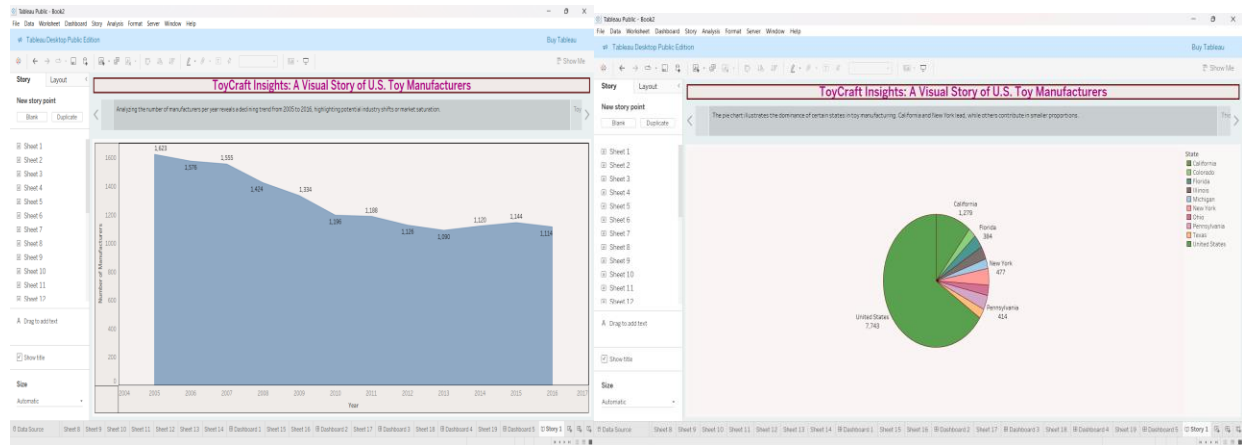 Tableau Public - Book2
File Data Worksheet Dashboard Story Analysis Format Server Window Help
Tableau Desktop Public Edition
Buy Tableau
Show Me
Story Layout
ToyCraft Insights: A Visual Story of U.S. Toy Manufacturers
New story point
Blank Duplicate
Analyzing the number of manufacturers per year reveals a declining trend from 2005 to 2016, highlighting potential industry shifts or market saturation.
Sheet 1
Sheet 2
Sheet 3
Sheet 4
Sheet 5
Sheet 6
Sheet 7
Sheet 8
Sheet 9
Sheet 10
Sheet 11
Sheet 12
A Drag to add text
Show title
Size
Automatic
Number of Manufacturers
1600
1400
1200
1000
800
600
400
200
0
1,623
1,555
1,424
1,334
1,188
1,120
1,144
1,114
2004 2005 2006 2007 2008 2009 2010 2011 2012 2013 2014 2015 2016 2017
Year
Data Source Sheet 8 Sheet 9 Sheet 10 Sheet 11 Sheet 12 Sheet 13 Sheet 14 Dashboard 1 Sheet 15 Sheet 16 Dashboard 2 Sheet 17 Dashboard 3 Sheet 18 Dashboard 4 Sheet 19 Dashboard 5 Story 1
Tableau Public - Book2
File Data Worksheet Dashboard Story Analysis Format Server Window Help
Tableau Desktop Public Edition
Buy Tableau
Show Me
Story Layout
ToyCraft Insights: A Visual Story of U.S. Toy Manufacturers
New story point
Blank Duplicate
The pie chart illustrates the dominance of certain states in toy manufacturing. California and New York lead, while others contribute in smaller proportions.
Sheet 1
Sheet 2
Sheet 3
Sheet 4
Sheet 5
Sheet 6
Sheet 7
Sheet 8
Sheet 9
Sheet 10
Sheet 11
Sheet 12
A Drag to add text
Show title
Size
Automatic
California
1,279
Florida
384
New York
477
Pennsylvania
414
United States
7,743
State
California
Colorado
Florida
Illinois
Michigan
New York
Ohio
Pennsylvania
Texas
United States
Data Source Sheet 8 Sheet 9 Sheet 10 Sheet 11 Sheet 12 Sheet 13 Sheet 14 Dashboard 1 Sheet 15 Sheet 16 Dashboard 2 Sheet 17 Dashboard 3 Sheet 18 Dashboard 4 Sheet 19 Dashboard 5 Story 1